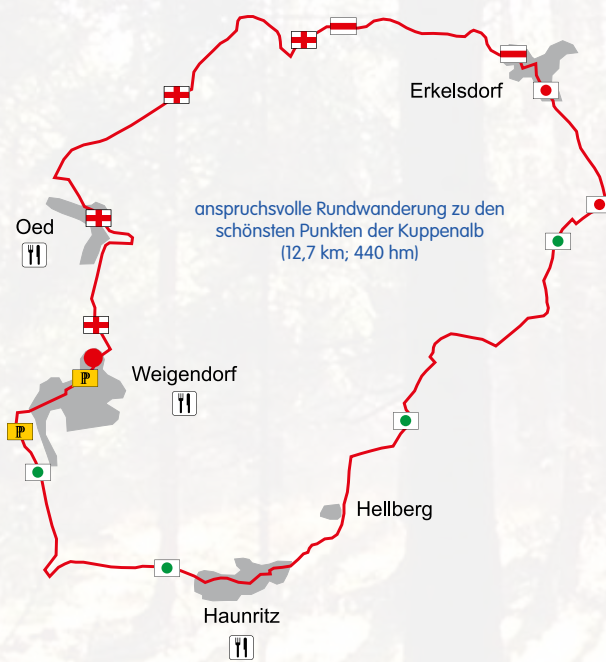 Erkelsdorf
anspruchsvolle Rundwanderung zu den
schönsten Punkten der Kuppenalb
(12,7 km; 440 hm)
Oed
Weigendorf
P
P
Hellberg
Haunritz